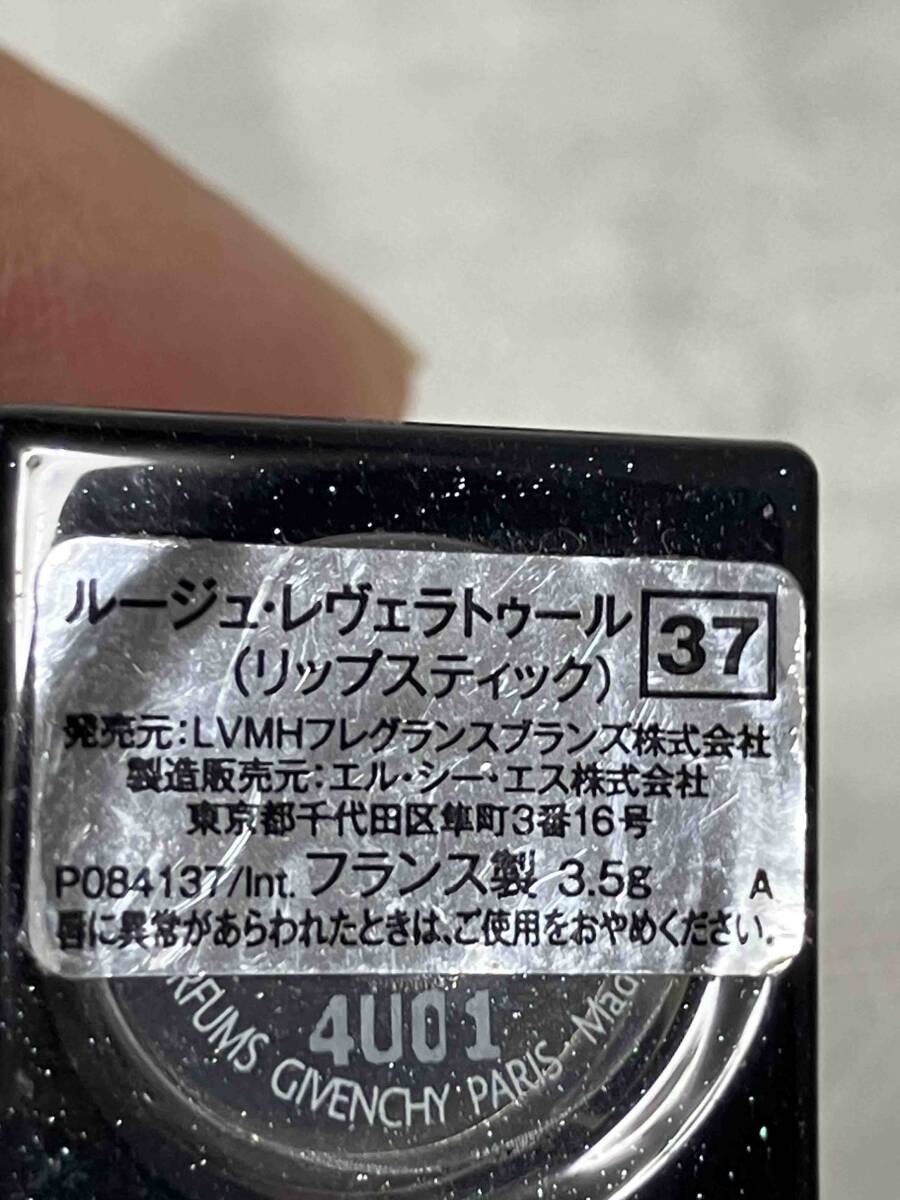 ルージュ・レヴェラトゥール 37
(リップスティック)
発売元:LVMHフレグランスブランズ株式会社
製造販売元:エル・シー・エス株式会社
東京都千代田区隼町3番16号
P084137/Int. フランス製 3.5g A
唇に異常があらわれたときは、ご使用をおやめください。
4U01
GIVENCHY PARIS